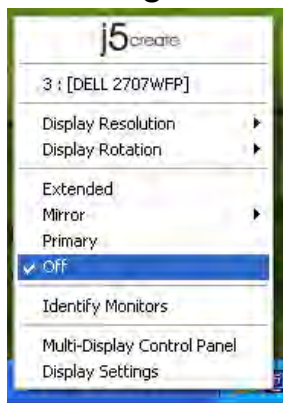 j5create
3 : [DELL 2707WFP]
Display Resolution
Display Rotation
Extended
Mirror
Primary
Off
Identify Monitors
Multi-Display Control Panel
Display Settings